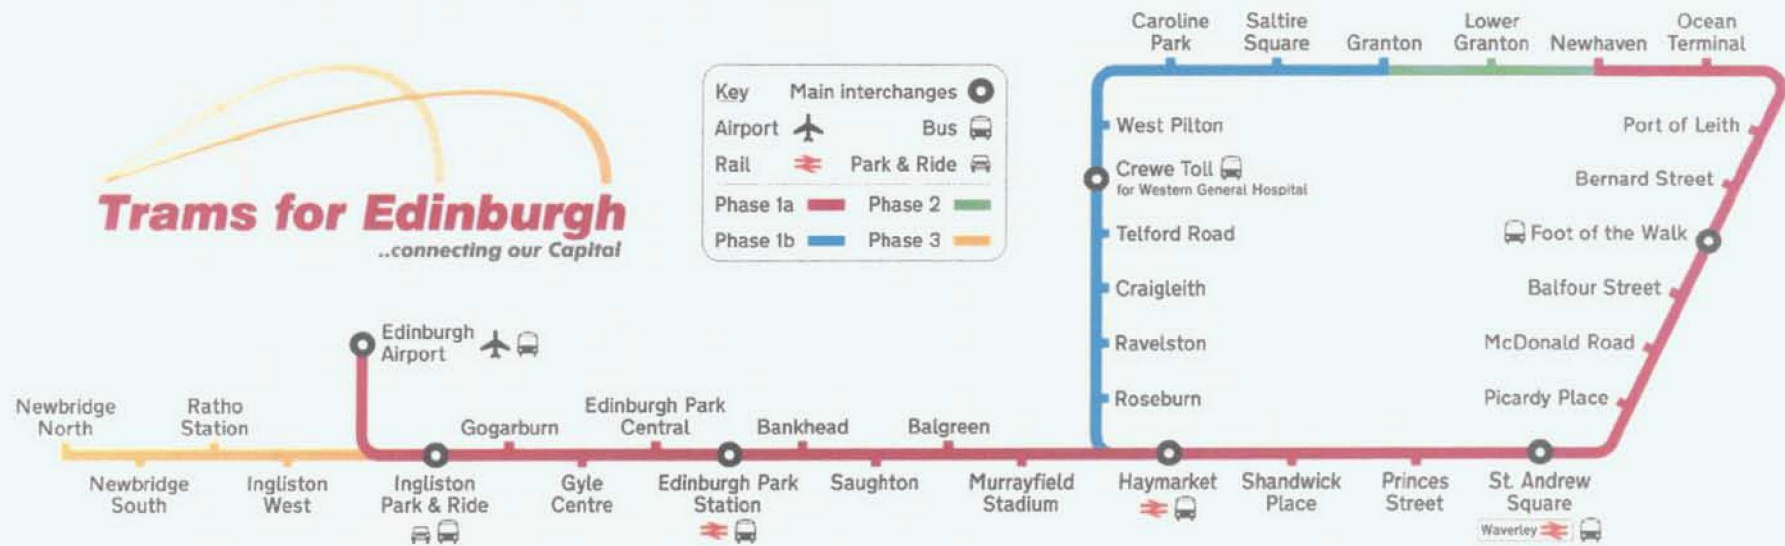 Trams for Edinburgh
..connecting our Capital
Key Main interchanges
Airport Bus
Rail Park & Ride
Phase 1a Phase 2
Phase 1b Phase 3
Caroline
Park
Saltire
Square
Granton
Lower
Granton
Newhaven
Ocean
Terminal
West Pilton
Crewe Toll
for Western General Hospital
Telford Road
Craigleith
Ravelston
Roseburn
Port of Leith
Bernard Street
Foot of the Walk
Balfour Street
McDonald Road
Picardy Place
Edinburgh
Airport
Newbridge
North
Ratho
Station
Gogarburn
Edinburgh Park
Central
Bankhead
Balgreen
Newbridge
South
Ingliston
West
Ingliston
Park & Ride
Gyle
Centre
Edinburgh Park
Station
Saughton
Murrayfield
Stadium
Haymarket
Shandwick
Place
Princes
Street
St. Andrew
Square
Waverley